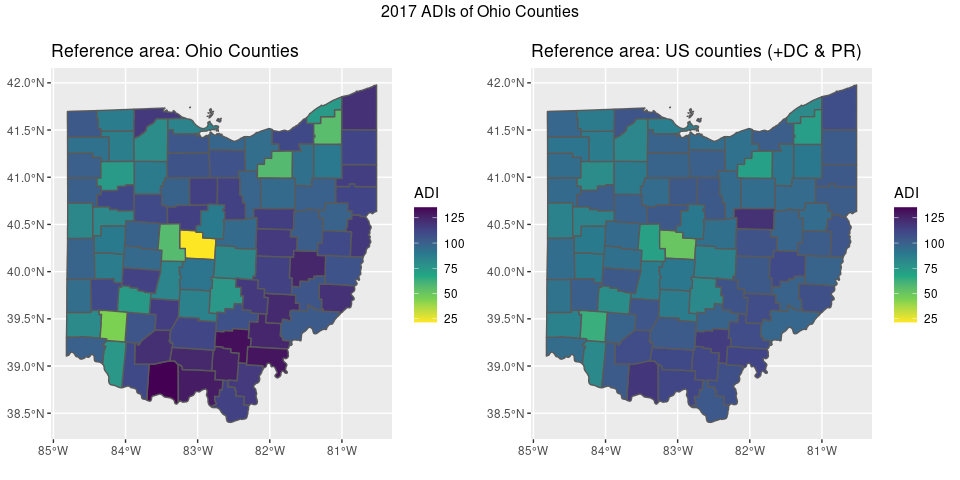 2017 ADIs of Ohio Counties
Reference area: Ohio Counties
42.0°N
41.5°N
41.0°N
40.5°N
40.0°N
39.5°N
39.0°N
38.5°N
85°W 84°W 83°W 82°W 81°W
ADI
125
100
75
50
25
Reference area: US counties (+DC & PR)
42.0°N
41.5°N
41.0°N
40.5°N
40.0°N
39.5°N
39.0°N
38.5°N
85°W 84°W 83°W 82°W 81°W
ADI
125
100
75
50
25